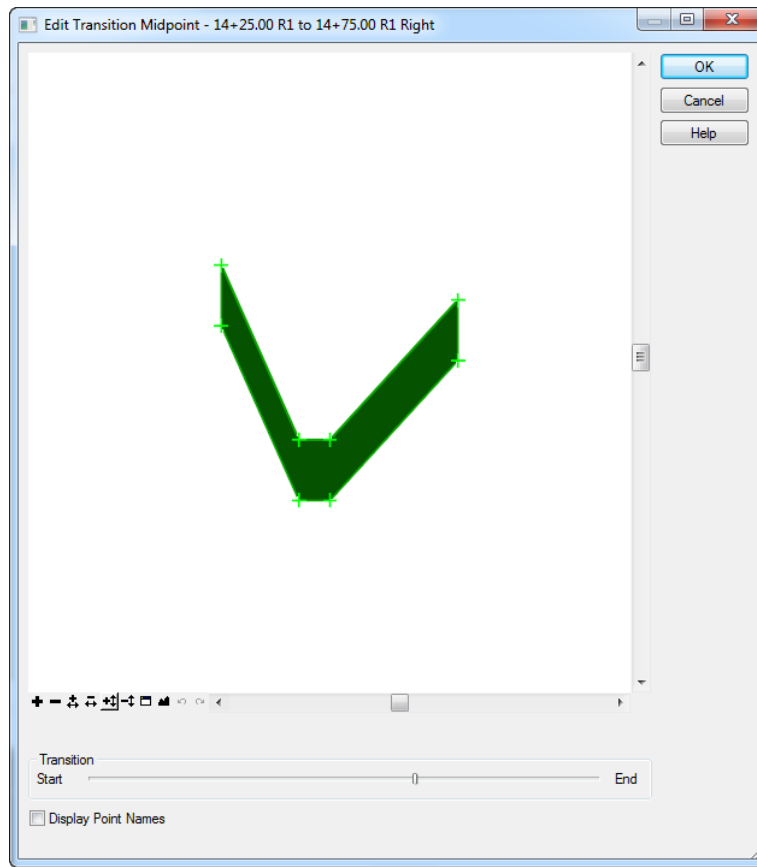 Edit Transition Midpoint - 14+25.00 R1 to 14+75.00 R1 Right
OK
Cancel
Help
Transition
Start End
Display Point Names